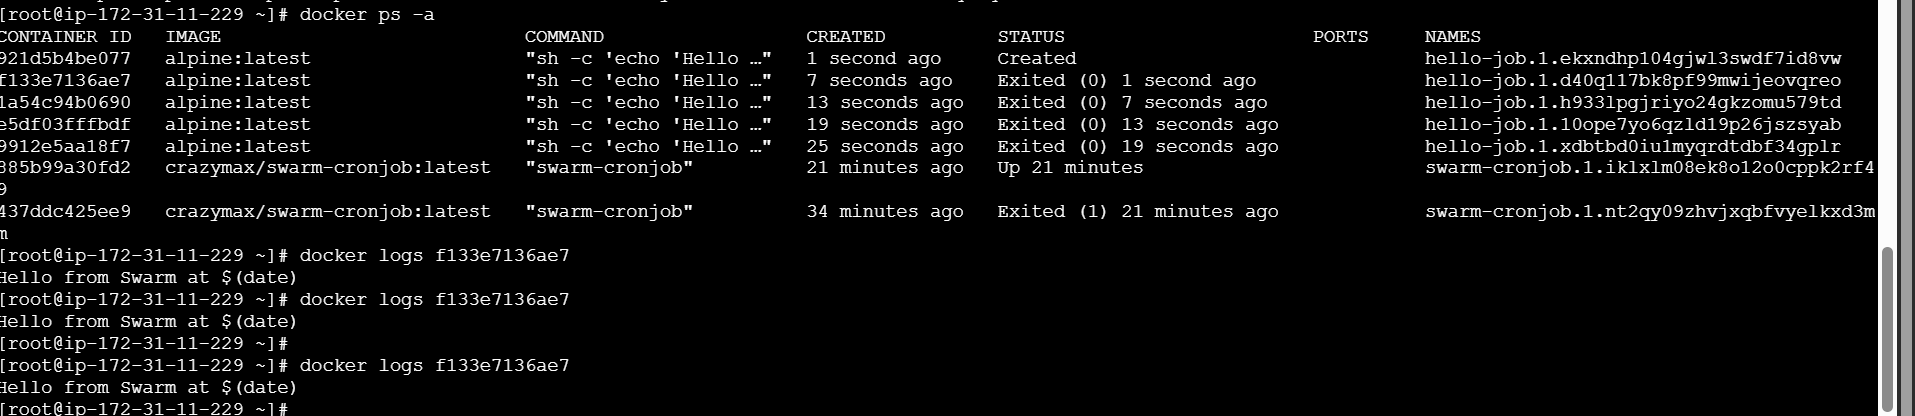 [root@ip-172-31-11-229 ~]# docker ps -a
CONTAINER ID   IMAGE                           COMMAND                  CREATED          STATUS                      PORTS     NAMES
921d5b4be077   alpine:latest                   "sh -c 'echo 'Hello …"   1 second ago     Created                               hello-job.1.ekxndhp104gjwl3swdf7id8vw
f133e7136ae7   alpine:latest                   "sh -c 'echo 'Hello …"   7 seconds ago    Exited (0) 1 second ago               hello-job.1.d40q117bk8pf99mwijeovqreo
1a54c94b0690   alpine:latest                   "sh -c 'echo 'Hello …"   13 seconds ago   Exited (0) 7 seconds ago              hello-job.1.h933lpgjriyo24gkzomu579td
e5df03fffbdf   alpine:latest                   "sh -c 'echo 'Hello …"   19 seconds ago   Exited (0) 13 seconds ago             hello-job.1.10ope7yo6qzld19p26jszsyab
9912e5aa18f7   alpine:latest                   "sh -c 'echo 'Hello …"   25 seconds ago   Exited (0) 19 seconds ago             hello-job.1.xdbtbd0iu1myqrdtdbf34gplr
885b99a30fd2   crazymax/swarm-cronjob:latest   "swarm-cronjob"          21 minutes ago   Up 21 minutes                         swarm-cronjob.1.iklxlm08ek8o12o0cppk2rf4
9
437ddc425ee9   crazymax/swarm-cronjob:latest   "swarm-cronjob"          34 minutes ago   Exited (1) 21 minutes ago             swarm-cronjob.1.nt2qy09zhvjxqbfvyelkxd3m
m
[root@ip-172-31-11-229 ~]# docker logs f133e7136ae7
Hello from Swarm at $(date)
[root@ip-172-31-11-229 ~]# docker logs f133e7136ae7
Hello from Swarm at $(date)
[root@ip-172-31-11-229 ~]#
[root@ip-172-31-11-229 ~]# docker logs f133e7136ae7
Hello from Swarm at $(date)
[root@ip-172-31-11-229 ~]#